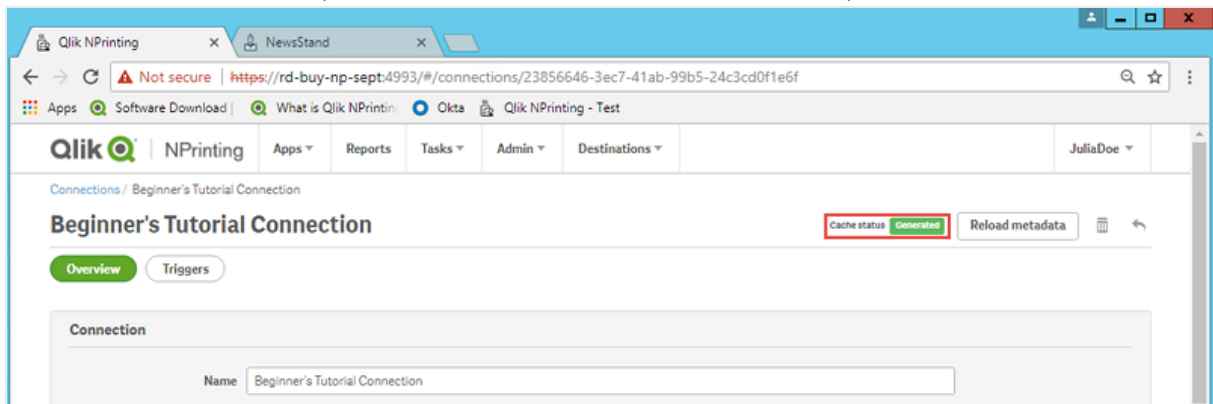 Qlik NPrinting
NewsStand
Not secure | https://rd-buy-np-sept:4993/#/connections/23856646-3ec7-41ab-99b5-24c3cd0f1e6f
Apps Software Download | What is Qlik NPrinting Okta Qlik NPrinting - Test
Qlik NPrinting Apps Reports Tasks Admin Destinations JuliaDoe
Connections / Beginner's Tutorial Connection
Beginner's Tutorial Connection Cache status Generated Reload metadata
Overview Triggers
Connection
Name Beginner's Tutorial Connection